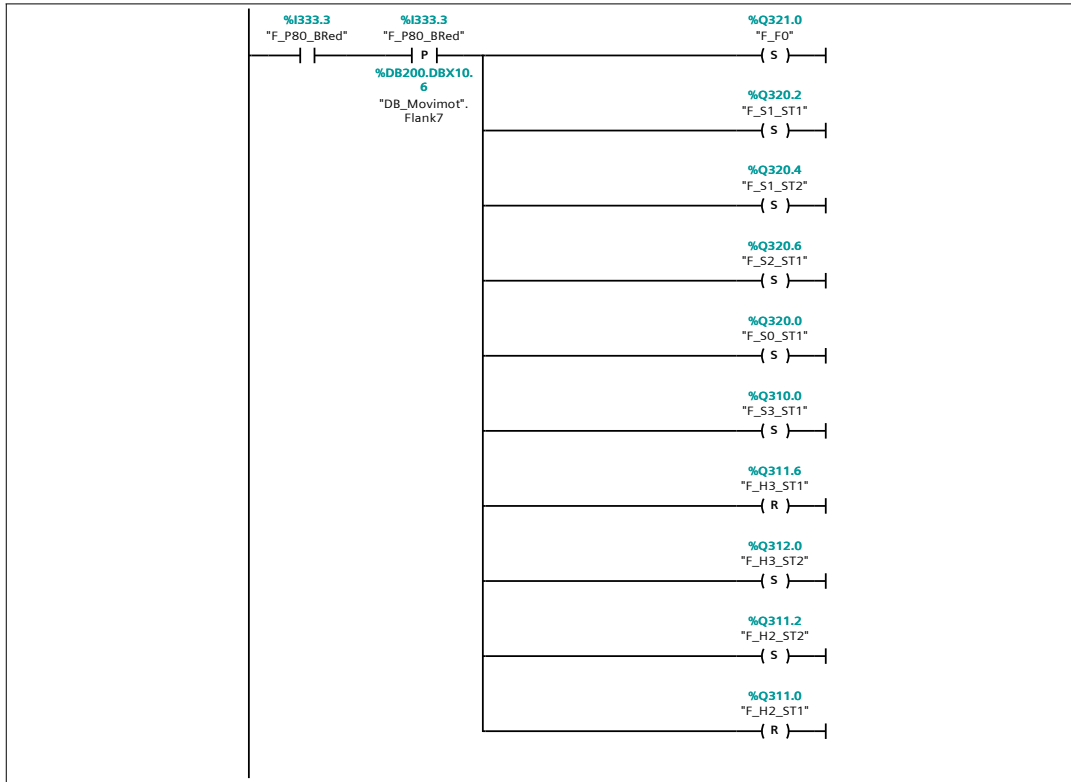 %I333.3
"F_P80_BRed"
%I333.3
"F_P80_BRed"
P
%DB200.DBX10.
6
"DB_Movimot".
Flank7
%Q321.0
"F_F0"
S
%Q320.2
"F_S1_ST1"
S
%Q320.4
"F_S1_ST2"
S
%Q320.6
"F_S2_ST1"
S
%Q320.0
"F_S0_ST1"
S
%Q310.0
"F_S3_ST1"
S
%Q311.6
"F_H3_ST1"
R
%Q312.0
"F_H3_ST2"
S
%Q311.2
"F_H2_ST2"
S
%Q311.0
"F_H2_ST1"
R